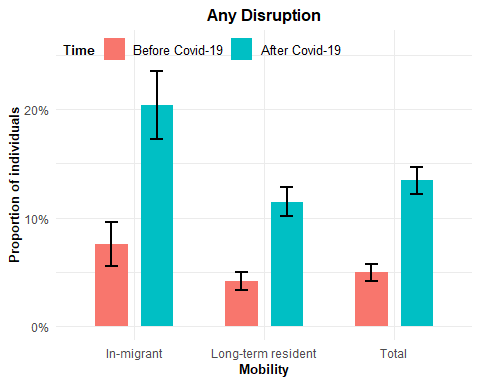 Any Disruption
Time Before Covid-19 After Covid-19
Proportion of individuals
20%
10%
0%
In-migrant Long-term resident Total
Mobility